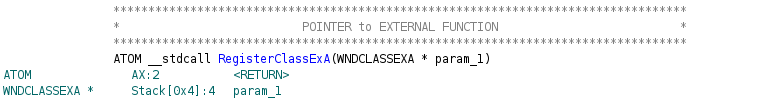 **********************************************************************************
* POINTER to EXTERNAL FUNCTION *
**********************************************************************************
ATOM __stdcall RegisterClassExA(WNDCLASSEXA * param_1)
ATOM AX:2 <RETURN>
WNDCLASSEXA * Stack[0x4]:4 param_1